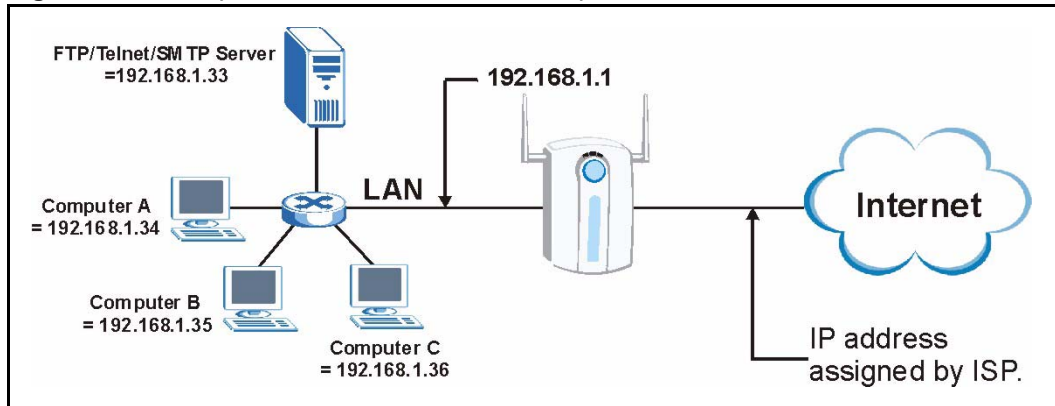 FTP/Telnet/SMTP Server
=192.168.1.33
192.168.1.1
LAN
Internet
Computer A
= 192.168.1.34
Computer B
= 192.168.1.35
Computer C
= 192.168.1.36
IP address
assigned by ISP.